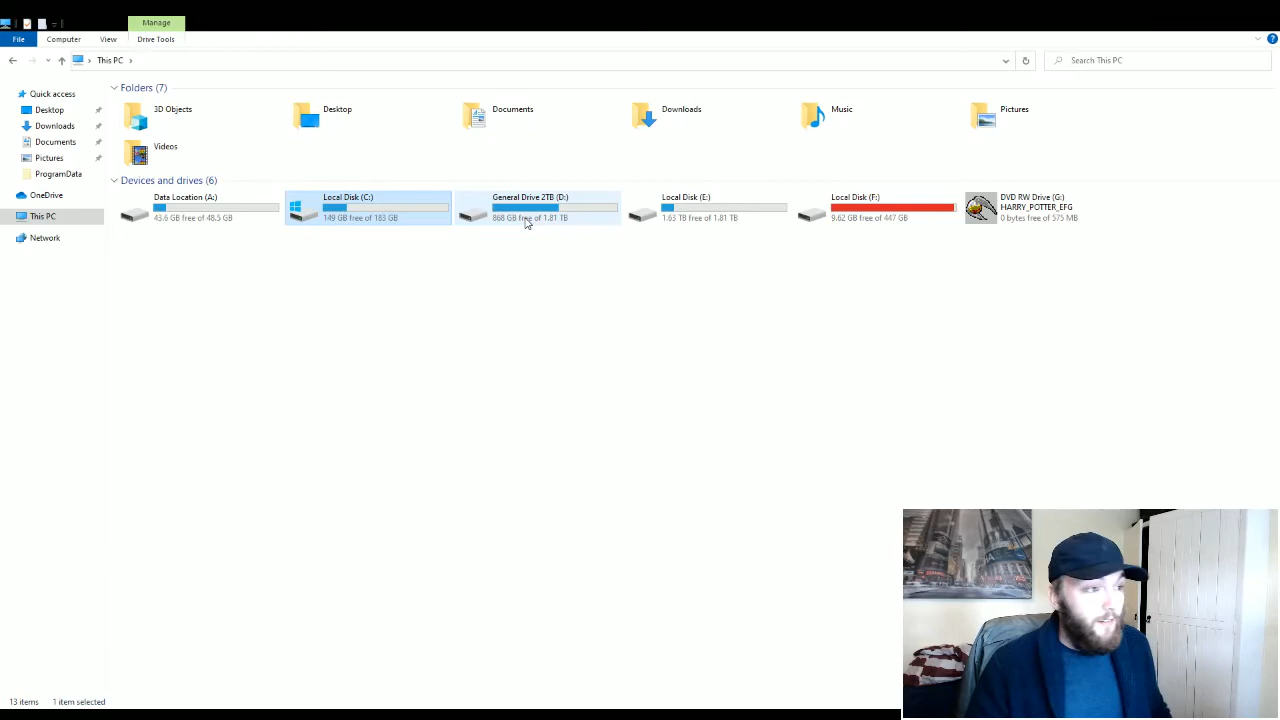 Manage
File
Computer
View
Drive Tools
This PC
Search This PC
Quick access
Desktop
Downloads
Documents
Pictures
ProgramData
OneDrive
This PC
Network
Folders (7)
3D Objects
Desktop
Documents
Downloads
Music
Pictures
Videos
Devices and drives (6)
Data Location (A:)
43.6 GB free of 48.5 GB
Local Disk (C:)
149 GB free of 183 GB
General Drive 2TB (D:)
868 GB free of 1.81 TB
Local Disk (E:)
1.63 TB free of 1.81 TB
Local Disk (F:)
9.62 GB free of 447 GB
DVD RW Drive (G:)
HARRY_POTTER_EFG
0 bytes free of 575 MB
13 items
1 item selected